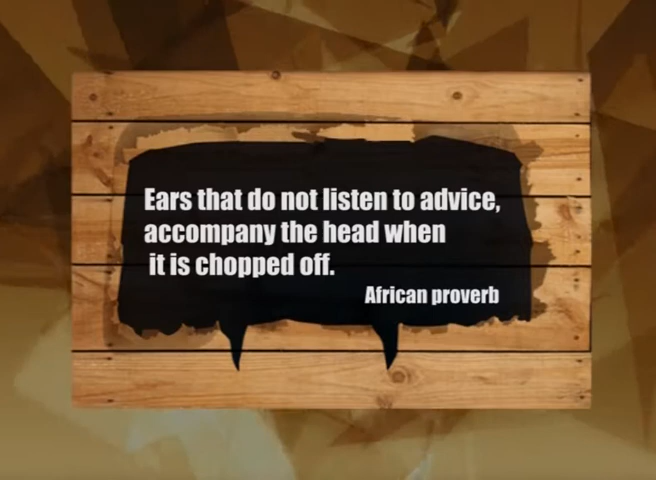 Ears that do not listen to advice,
accompany the head when
it is chopped off.
African proverb